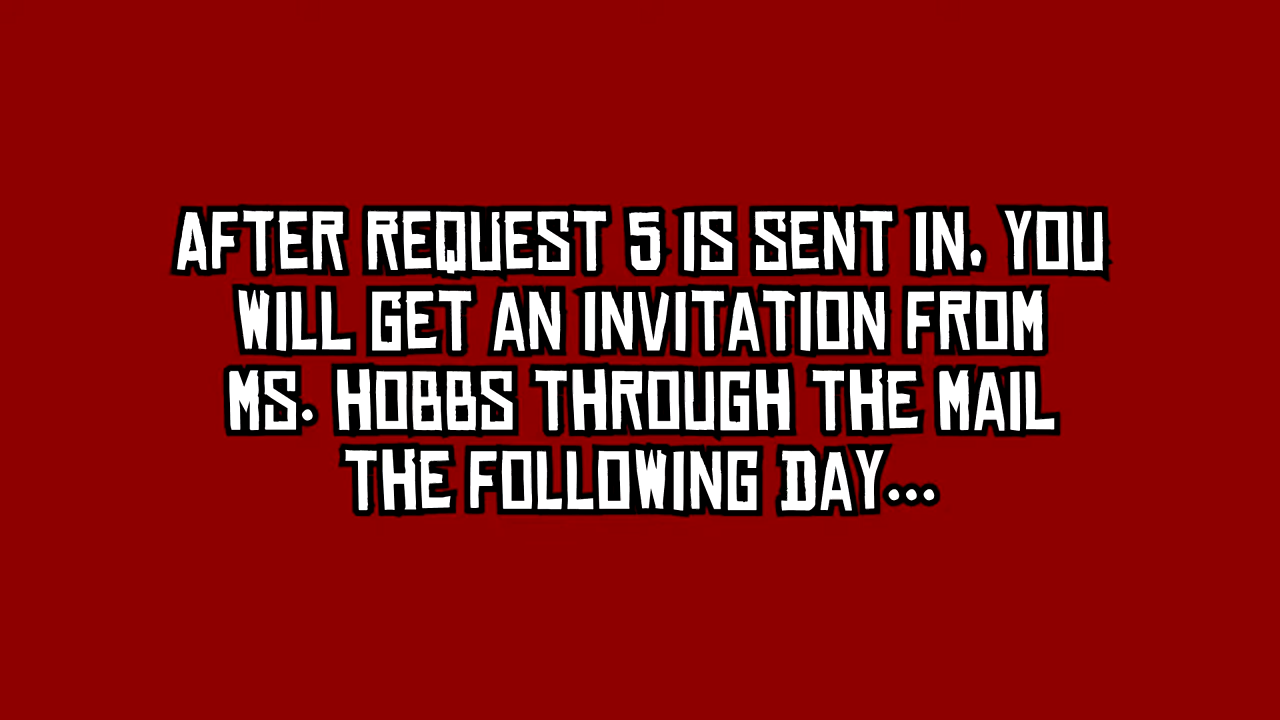 AFTER REQUEST 5 IS SENT IN. YOU
WILL GET AN INVITATION FROM
MS. HOBBS THROUGH THE MAIL
THE FOLLOWING DAY...